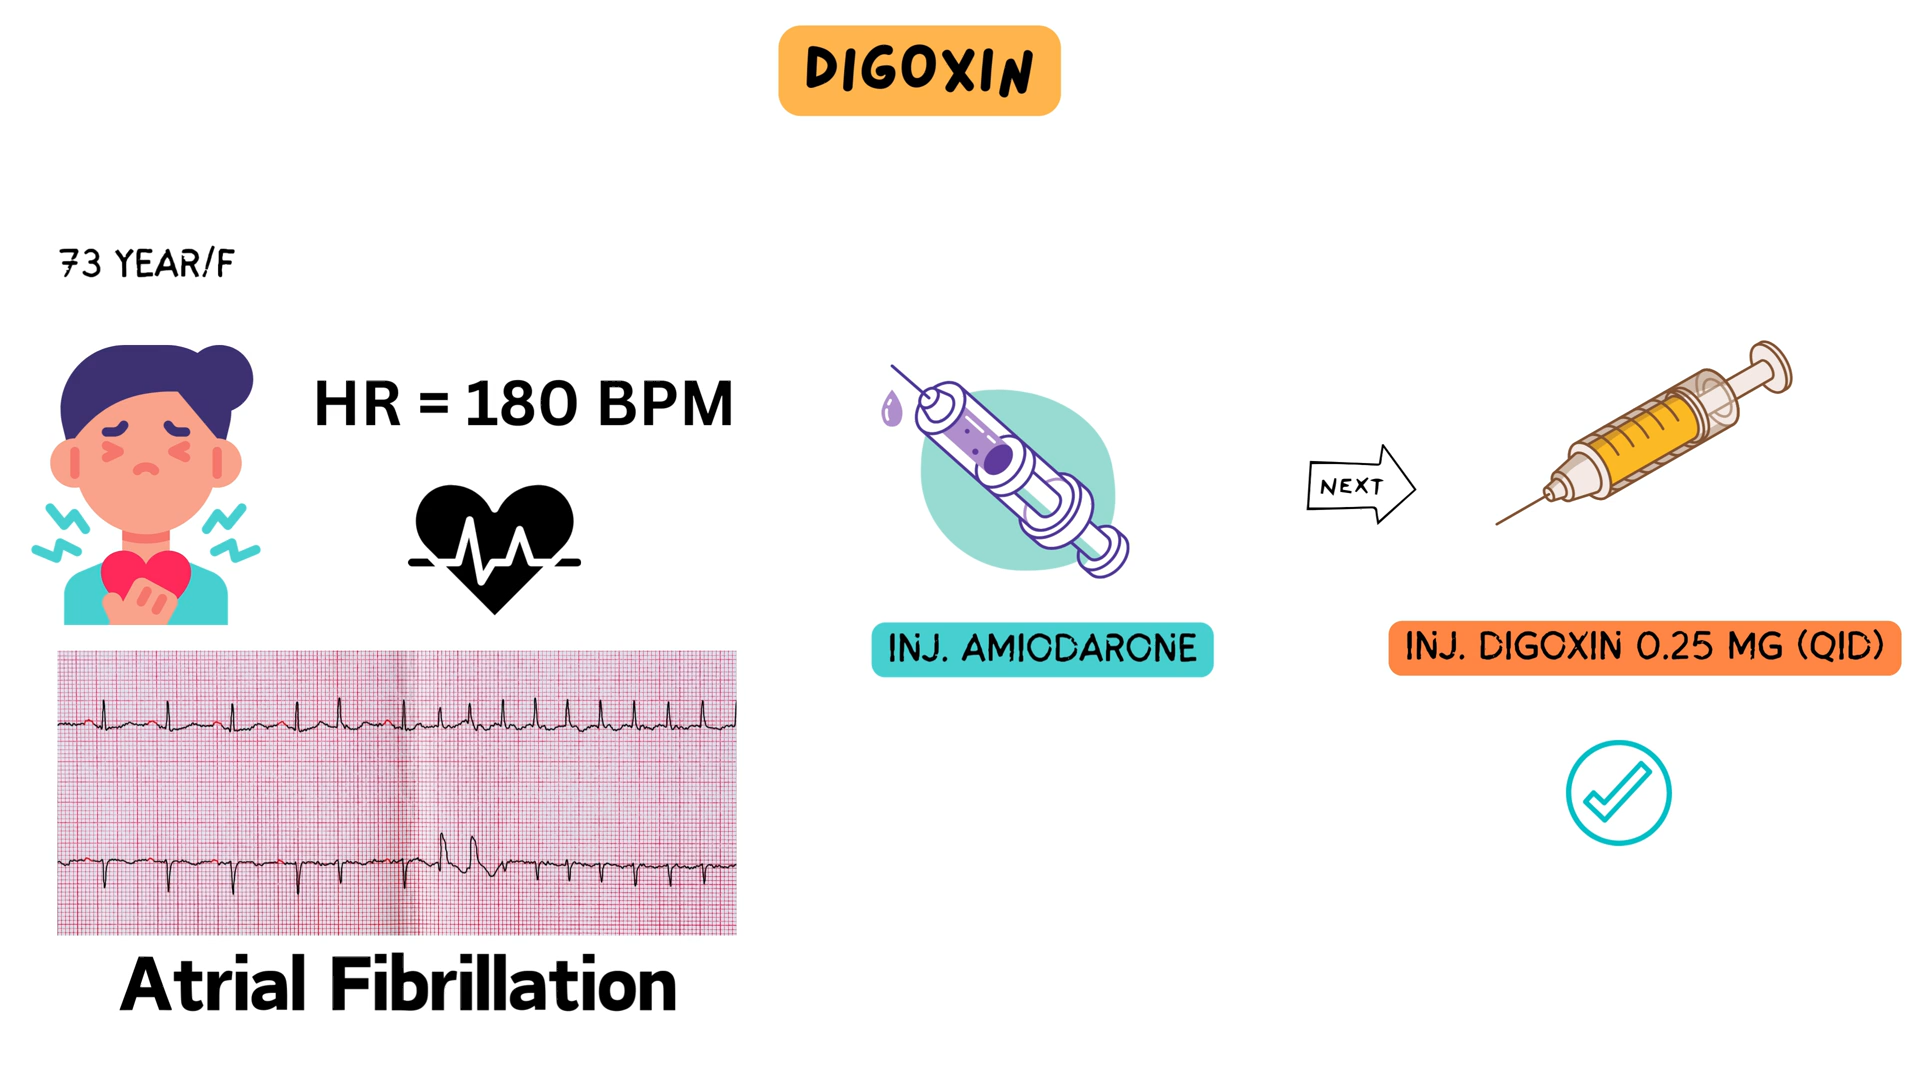 DIGOXIN
73 YEAR/F
HR = 180 BPM
NEXT
INJ. AMIODARONE
INJ. DIGOXIN 0.25 MG (QID)
Atrial Fibrillation